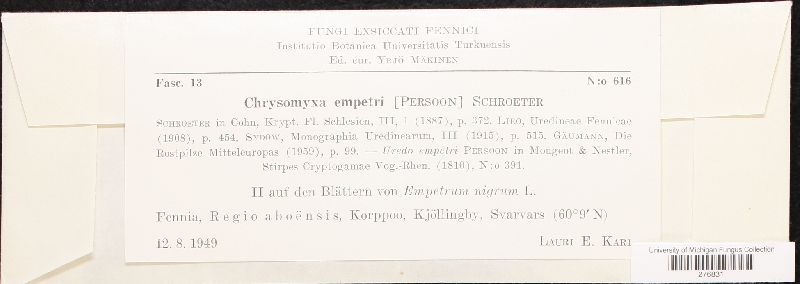 FUNGI EXSICCATI FENNICI
Institutio Botanica Universitatis Turkuensis
Ed. cur. YRJÖ MÄKINEN
Fasc. 13 N:o 616
Chrysomyxa empetri [PERSOON] SCHROETER
SCHROETER in Cohn, Krypt. Fl. Schlesien, III, 1 (1887), p. 372. LIRO, Uredineae Fennicae
(1908), p. 454. SYDOW, Monographia Uredinearum, III (1915), p. 515. GÄUMANN, Die
Rostpilze Mitteleuropas (1959), p. 99. — Uredo empetri PERSOON in Mougeot & Nestler,
Stirpes Cryptogamae Vog.-Rhen. (1810), N:o 391.
II auf den Blättern von Empetrum nigrum L.
Fennia, Regio aboënsis, Korppoo, Kjöllingby, Svarvars (60°9′ N)
12. 8. 1949 LAURI E. KARI
University of Michigan Fungus Collection
276831